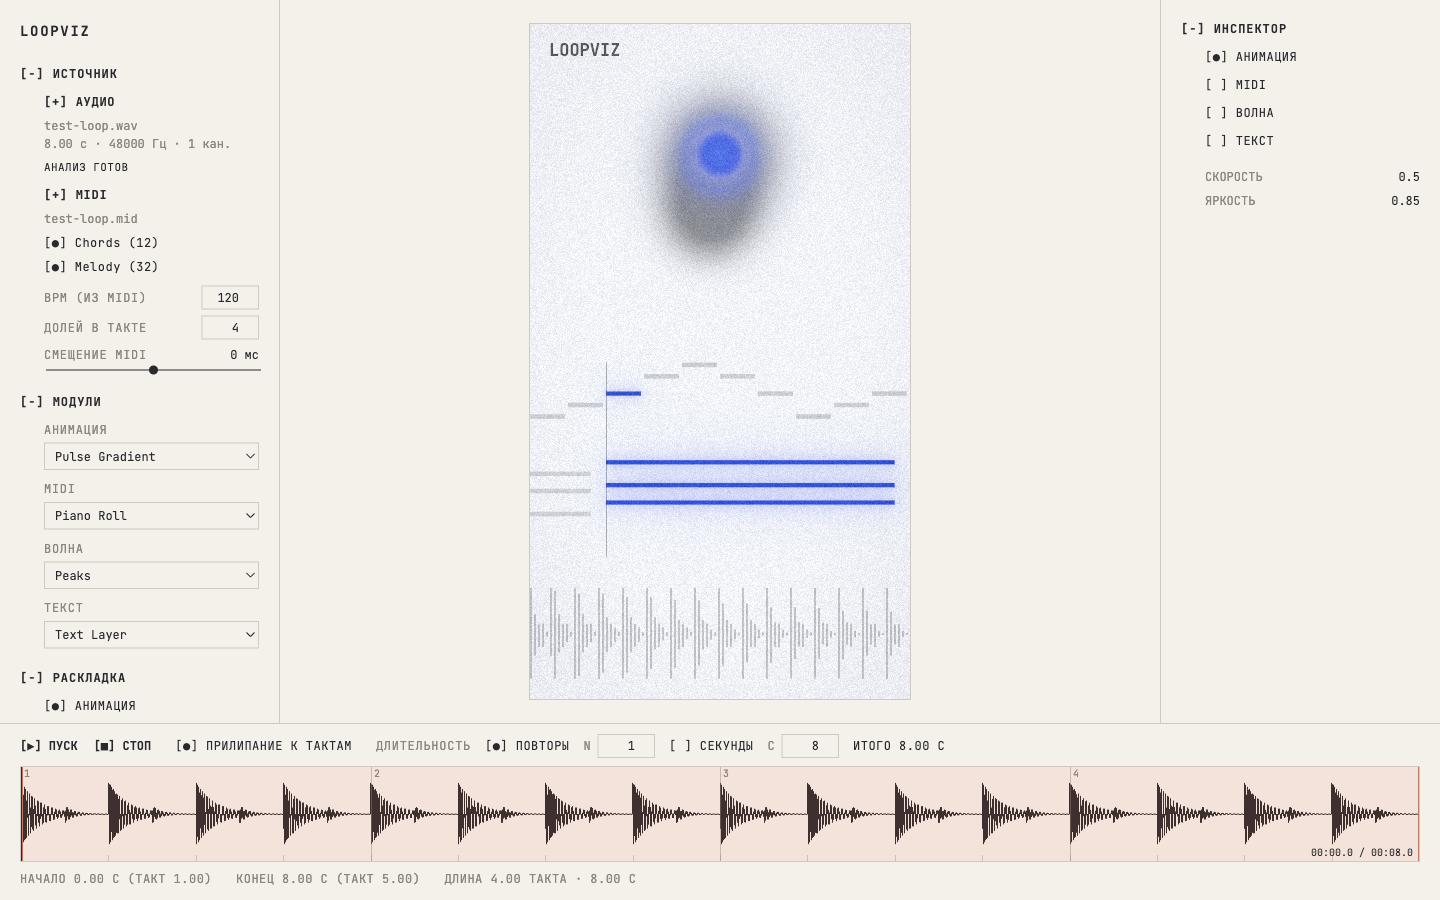 LOOPVIZ
[-] ИСТОЧНИК
[+] АУДИО
test-loop.wav
8.00 с · 48000 Гц · 1 кан.
АНАЛИЗ ГОТОВ
[+] MIDI
test-loop.mid
[●] Chords (12)
[●] Melody (32)
BPM (ИЗ MIDI) 120
ДОЛЕЙ В ТАКТЕ 4
СМЕЩЕНИЕ MIDI 0 мс
[-] МОДУЛИ
АНИМАЦИЯ
Pulse Gradient
MIDI
Piano Roll
ВОЛНА
Peaks
ТЕКСТ
Text Layer
[-] РАСКЛАДКА
[●] АНИМАЦИЯ
LOOPVIZ
[-] ИНСПЕКТОР
[●] АНИМАЦИЯ
[ ] MIDI
[ ] ВОЛНА
[ ] ТЕКСТ
СКОРОСТЬ 0.5
ЯРКОСТЬ 0.85
[▶] ПУСК [■] СТОП [●] ПРИЛИПАНИЕ К ТАКТАМ ДЛИТЕЛЬНОСТЬ [●] ПОВТОРЫ N 1 [ ] СЕКУНДЫ С 8 ИТОГО 8.00 С
1 2 3 4
00:00.0 / 00:08.0
НАЧАЛО 0.00 С (ТАКТ 1.00) КОНЕЦ 8.00 С (ТАКТ 5.00) ДЛИНА 4.00 ТАКТА · 8.00 С